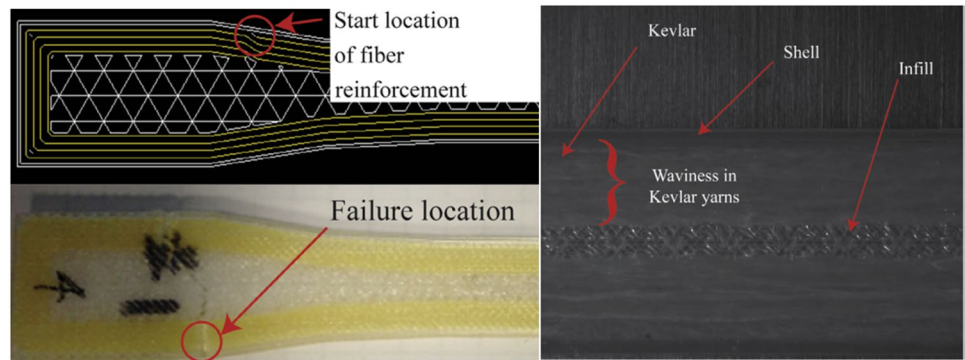 Start location
of fiber
reinforcement
Failure location
A
Kevlar
Shell
Infill
Waviness in
Kevlar yarns